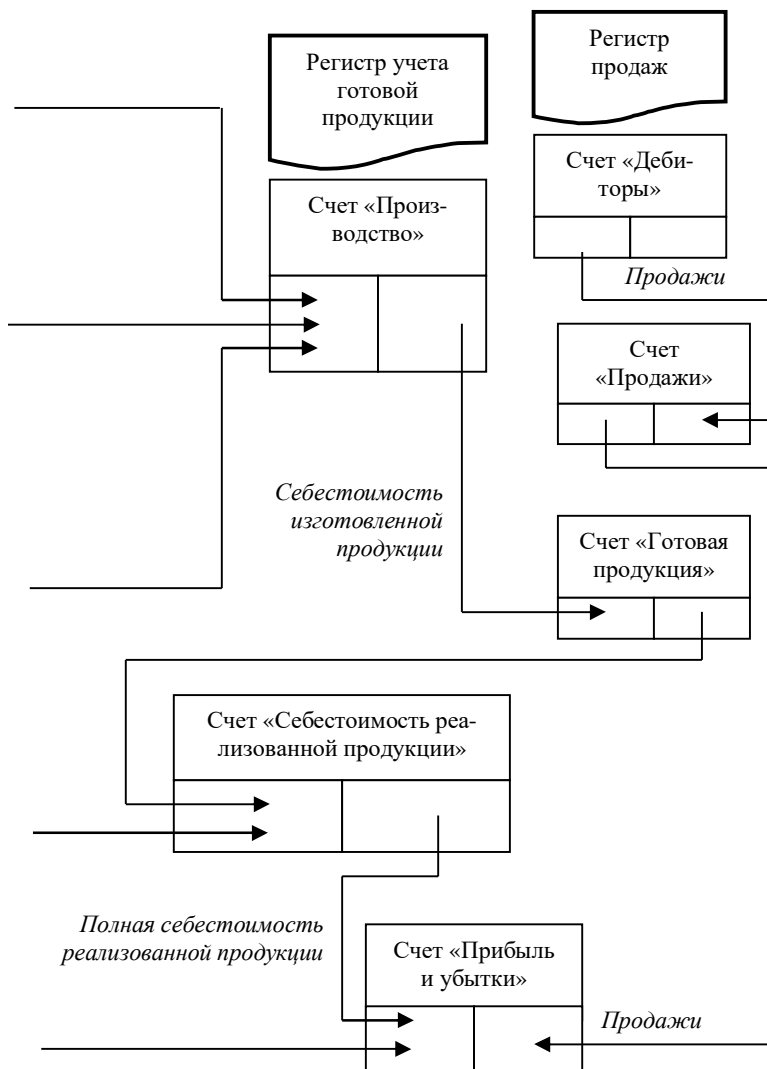 Регистр учета
готовой
продукции
Регистр
продаж
Счет «Деби-
торы»
Счет «Произ-
водство»
Продажи
Счет
«Продажи»
Себестоимость
изготовленной
продукции
Счет «Готовая
продукция»
Счет «Себестоимость реа-
лизованной продукции»
Полная себестоимость
реализованной продукции
Счет «Прибыль
и убытки»
Продажи